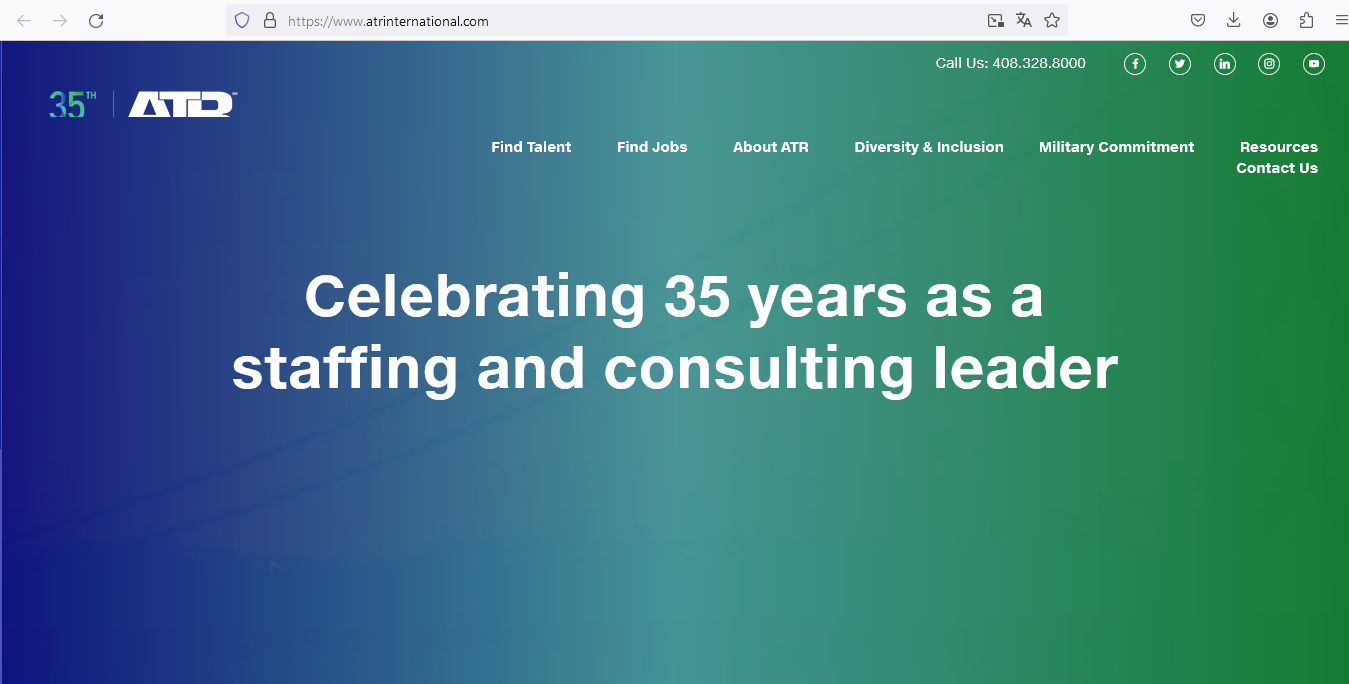 https://www.atrinternational.com
Call Us: 408.328.8000
35TH ATR
Find Talent Find Jobs About ATR Diversity & Inclusion Military Commitment Resources
Contact Us
Celebrating 35 years as a
staffing and consulting leader